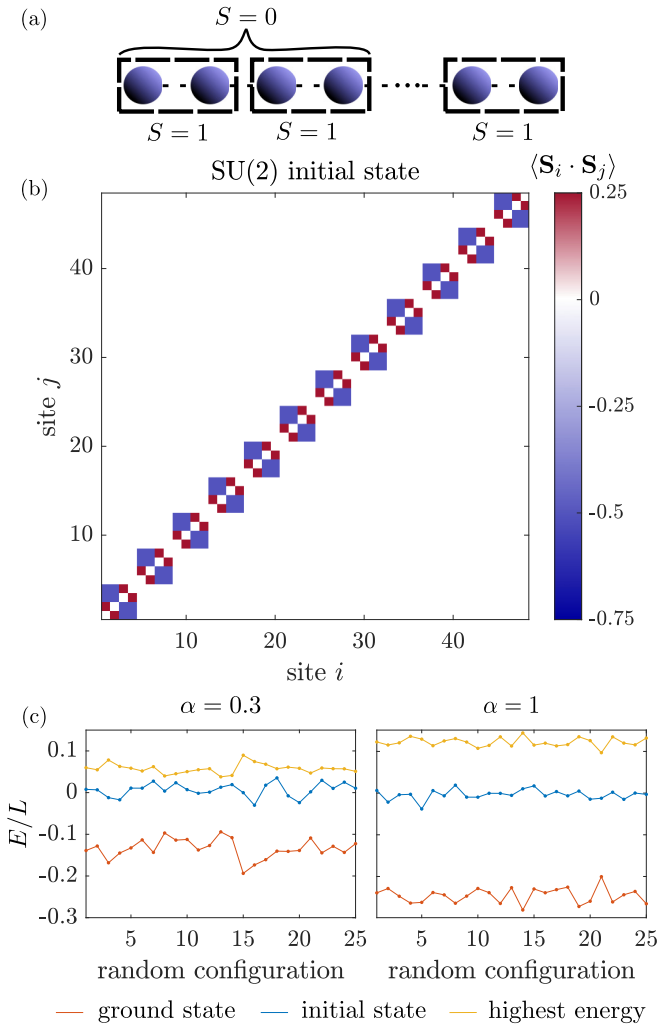 (a)
S = 0
S = 1
S = 1
S = 1
(b)
SU(2) initial state
⟨S_i · S_j⟩
site j
40
30
20
10
10
20
30
40
site i
0.25
0
-0.25
-0.5
-0.75
(c)
α = 0.3
α = 1
E/L
0.1
0
-0.1
-0.2
-0.3
5
10
15
20
25
5
10
15
20
25
random configuration
random configuration
ground state
initial state
highest energy